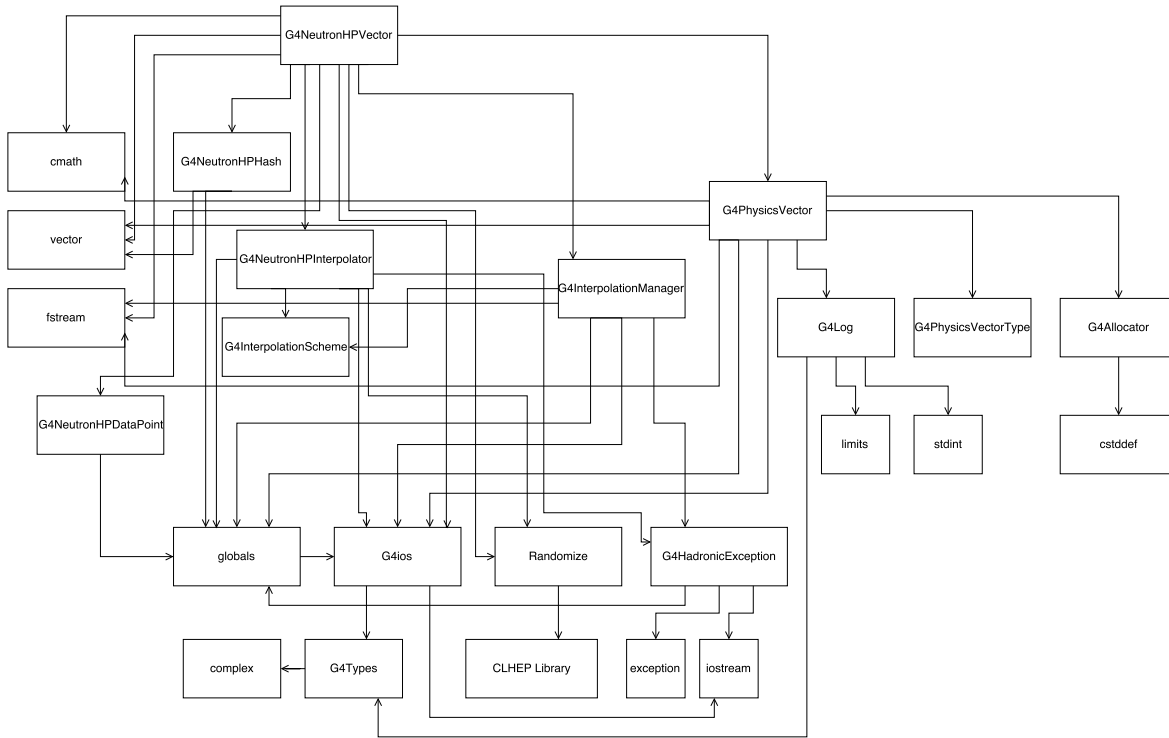 G4NeutronHPVector
cmath
G4NeutronHPHash
G4PhysicsVector
vector
G4NeutronHPInterpolator
G4InterpolationManager
fstream
G4InterpolationScheme
G4Log
G4PhysicsVectorType
G4Allocator
G4NeutronHPDataPoint
limits
stdint
cstddef
globals
G4ios
Randomize
G4HadronicException
complex
G4Types
CLHEP Library
exception
iostream